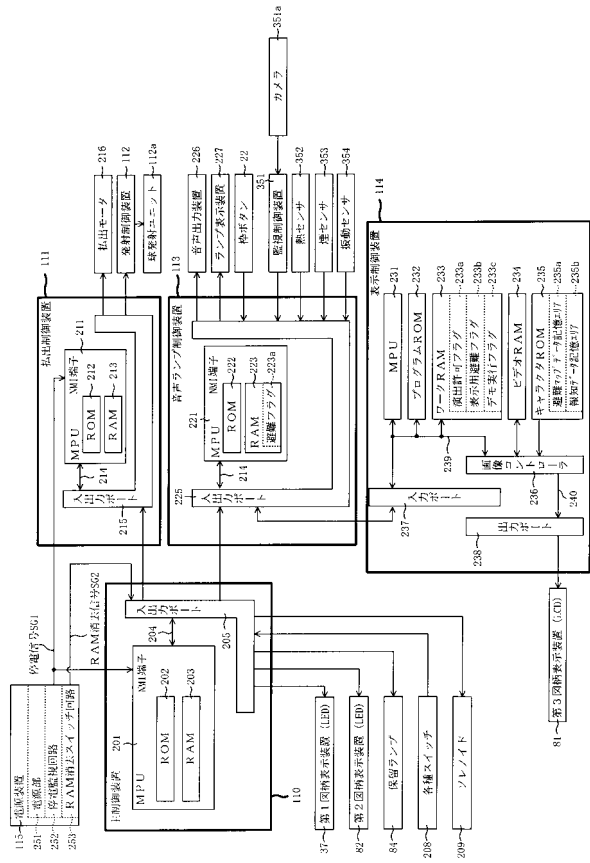 115
電源装置
251
電源部
252
停電監視回路
253
RAM消去スイッチ回路
停電信号SG1
RAM消去信号SG2
主制御装置
110
201
MPU
NMI端子
ROM
202
RAM
203
204
入出力ポート
205
37
第1図柄表示装置(LED)
82
第2図柄表示装置(LED)
84
保留ランプ
208
各種スイッチ
209
ソレノイド
払出制御装置
111
211
MPU
NMI端子
ROM
212
RAM
213
214
入出力ポート
215
払出モータ
216
発射制御装置
112
球発射ユニット
112a
音声ランプ制御装置
113
221
MPU
NMI端子
ROM
222
RAM
223
避難フラグ
223a
214
入出力ポート
225
音声出力装置
226
ランプ表示装置
227
枠ボタン
22
監視制御装置
351
カメラ
351a
熱センサ
352
煙センサ
353
振動センサ
354
表示制御装置
114
MPU
231
プログラムROM
232
ワークRAM
233
演出許可フラグ
233a
表示用避難フラグ
233b
デモ実行フラグ
233c
ビデオRAM
234
キャラクタROM
235
避難マップデータ記憶エリア
235a
報知データ記憶エリア
235b
239
画像コントローラ
236
入力ポート
237
240
出力ポート
238
81
第3図柄表示装置(LCD)